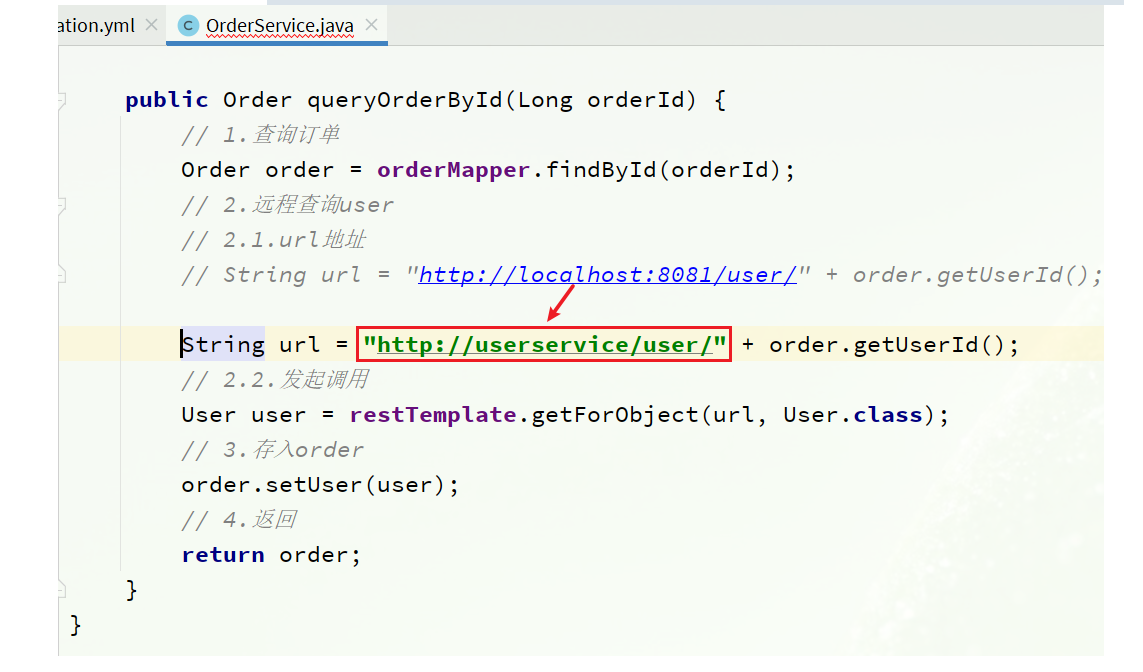 ation.yml × C OrderService.java ×
public Order queryOrderById(Long orderId) {
// 1.查询订单
Order order = orderMapper.findById(orderId);
// 2.远程查询user
// 2.1.url地址
// String url = "http://localhost:8081/user/" + order.getUserId();
String url = "http://userservice/user/" + order.getUserId();
// 2.2.发起调用
User user = restTemplate.getForObject(url, User.class);
// 3.存入order
order.setUser(user);
// 4.返回
return order;
}
}